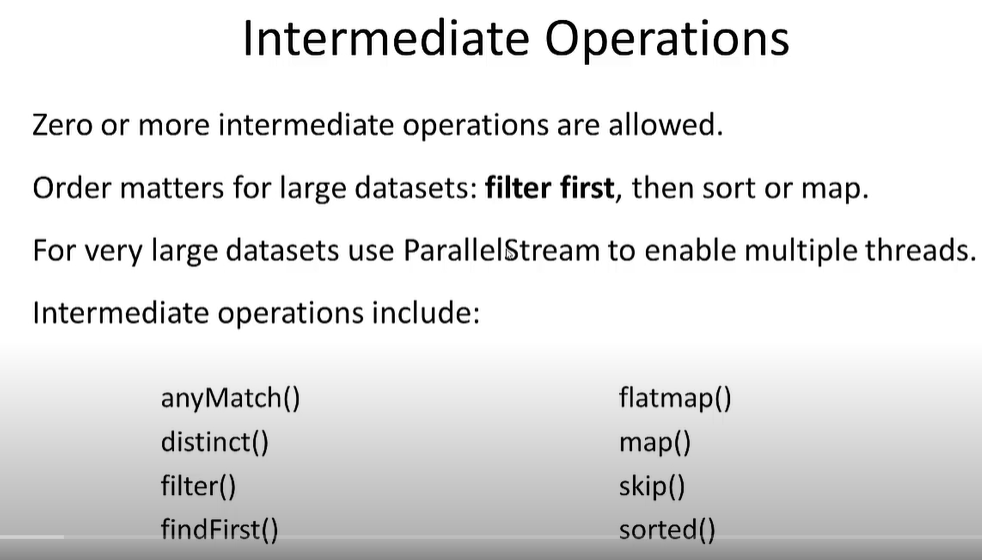 Intermediate Operations
Zero or more intermediate operations are allowed.
Order matters for large datasets: filter first, then sort or map.
For very large datasets use ParallelStream to enable multiple threads.
Intermediate operations include:
anyMatch()
distinct()
filter()
findFirst()
flatmap()
map()
skip()
sorted()